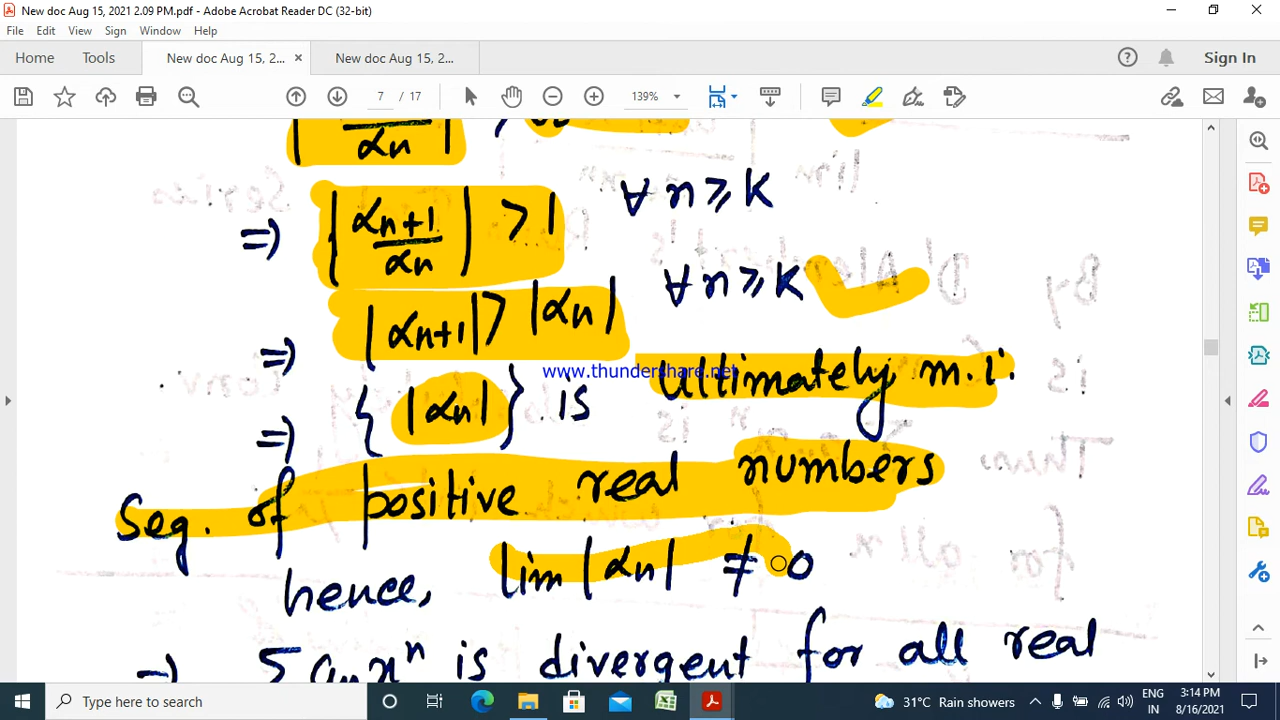 New doc Aug 15, 2021 2.09 PM.pdf - Adobe Acrobat Reader DC (32-bit)
File Edit View Sign Window Help
Home Tools New doc Aug 15, 2... × New doc Aug 15, 2... Sign In
7 / 17 139%
αn
=) |αn+1/αn| > 1 ∀ n ⩾ K
=) |αn+1| > |αn| ∀ n ⩾ K
www.thundershare.net
=) {|αn|} is ultimately m.i.
Seq. of positive real numbers
hence, lim |αn| ≠ 0
=) Σ anxⁿ is divergent for all real
Type here to search
31°C Rain showers ENG IN 3:14 PM 8/16/2021